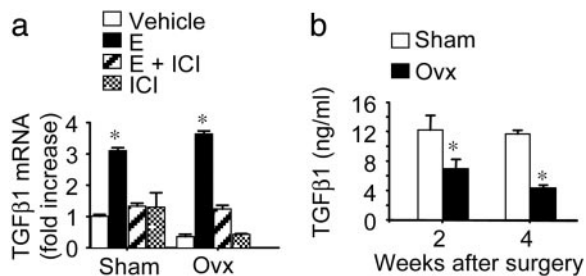 a
Vehicle
E
E + ICI
ICI
TGFβ1 mRNA
(fold increase)
4
3
2
1
0
*
*
Sham Ovx
b
Sham
Ovx
TGFβ1 (ng/ml)
16
12
8
4
0
*
*
2 4
Weeks after surgery